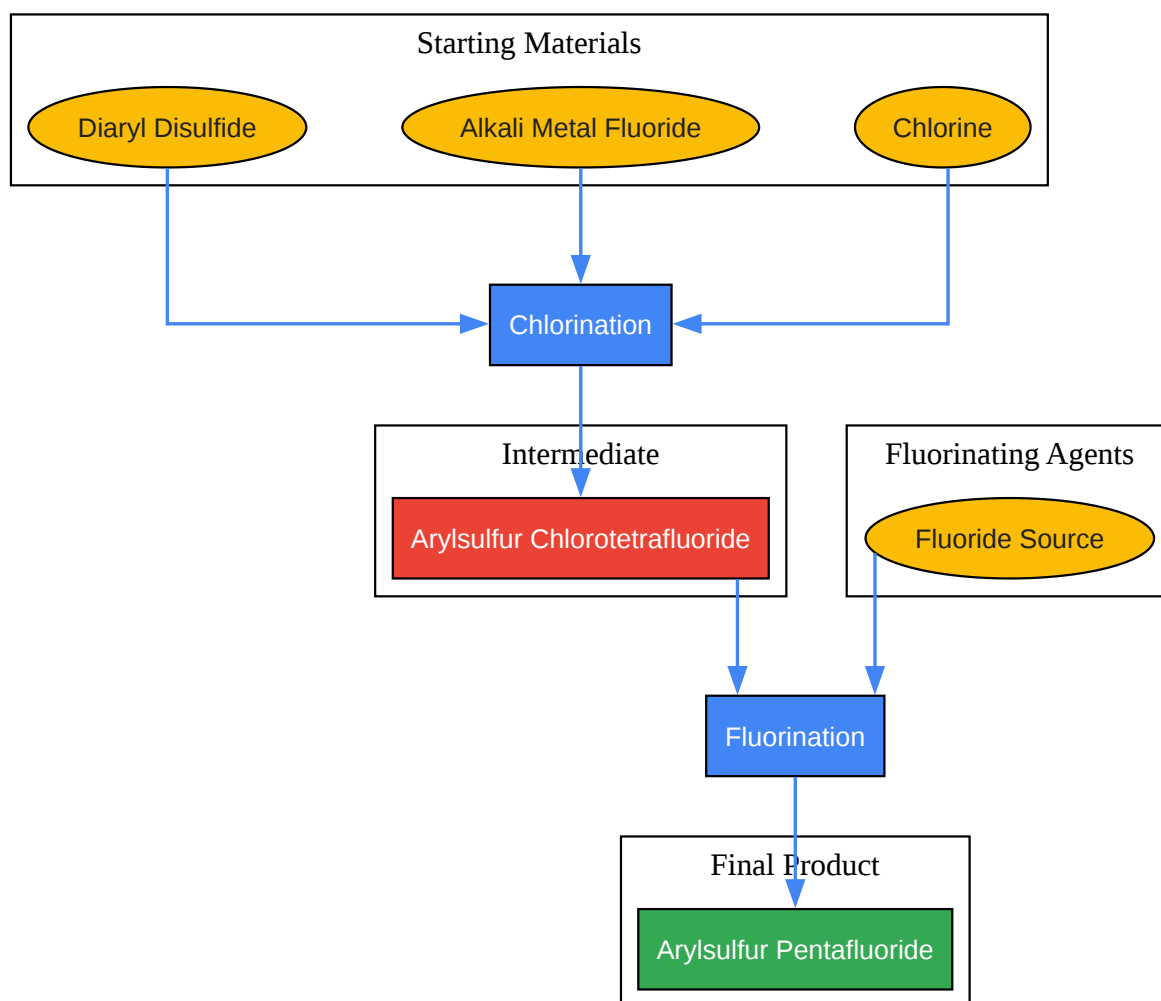 Starting Materials
Diaryl Disulfide
Alkali Metal Fluoride
Chlorine
Chlorination
Intermediate
Fluorinating Agents
Arylsulfur Chlorotetrafluoride
Fluoride Source
Fluorination
Final Product
Arylsulfur Pentafluoride